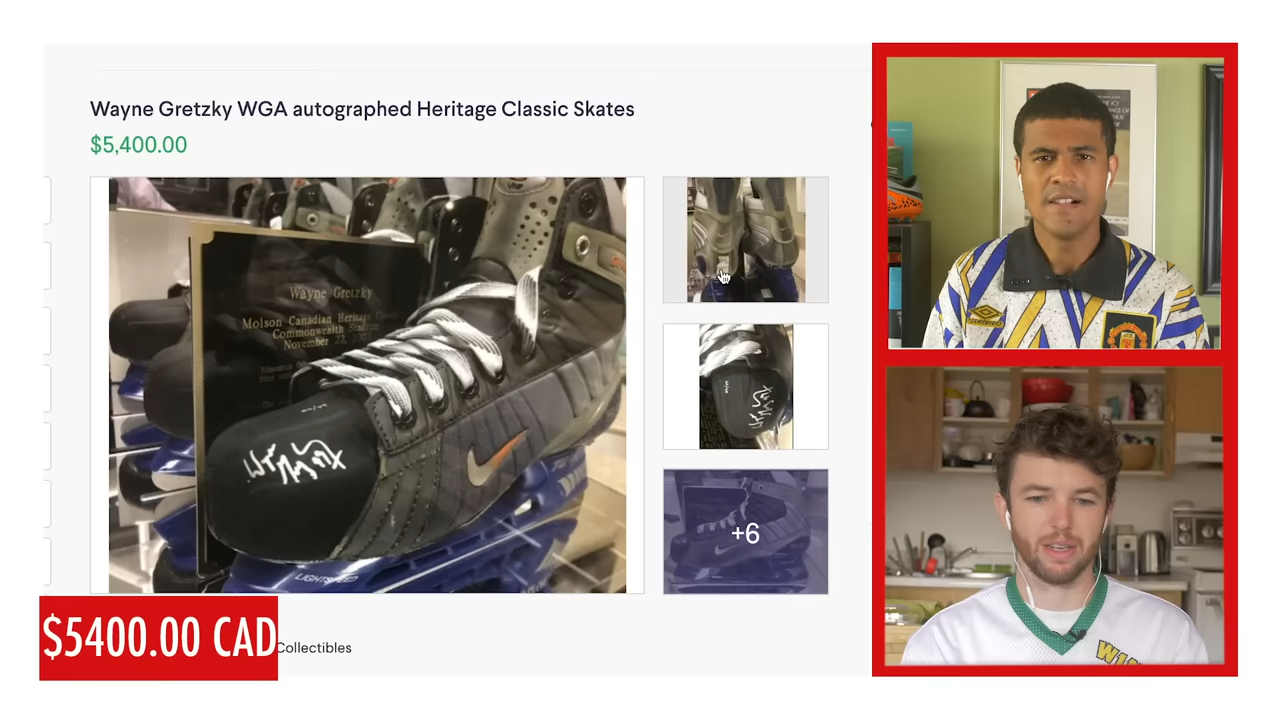 Wayne Gretzky WGA autographed Heritage Classic Skates
$5,400.00
Wayne Gretzky
Molson Canadian Heritage
Commonwealth
November 22,
LIGHTSPEED
+6
$5400.00 CAD
Collectibles